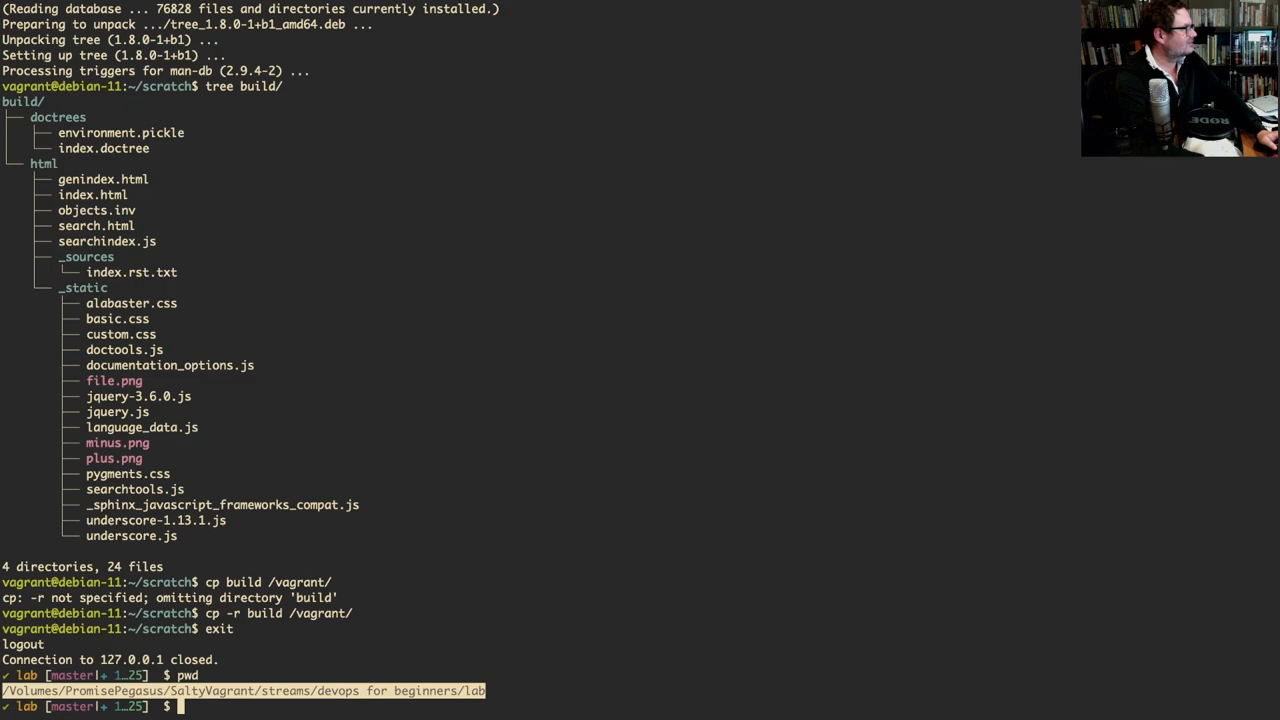 (Reading database ... 76828 files and directories currently installed.)
Preparing to unpack .../tree_1.8.0-1+b1_amd64.deb ...
Unpacking tree (1.8.0-1+b1) ...
Setting up tree (1.8.0-1+b1) ...
Processing triggers for man-db (2.9.4-2) ...
vagrant@debian-11:~/scratch$ tree build/
build/
├── doctrees
│   ├── environment.pickle
│   └── index.doctree
└── html
    ├── genindex.html
    ├── index.html
    ├── objects.inv
    ├── search.html
    ├── searchindex.js
    ├── _sources
    │   └── index.rst.txt
    └── _static
        ├── alabaster.css
        ├── basic.css
        ├── custom.css
        ├── doctools.js
        ├── documentation_options.js
        ├── file.png
        ├── jquery-3.6.0.js
        ├── jquery.js
        ├── language_data.js
        ├── minus.png
        ├── plus.png
        ├── pygments.css
        ├── searchtools.js
        ├── _sphinx_javascript_frameworks_compat.js
        ├── underscore-1.13.1.js
        └── underscore.js
4 directories, 24 files
vagrant@debian-11:~/scratch$ cp build /vagrant/
cp: -r not specified; omitting directory 'build'
vagrant@debian-11:~/scratch$ cp -r build /vagrant/
vagrant@debian-11:~/scratch$ exit
logout
Connection to 127.0.0.1 closed.
✔ lab [master|+ 1…25] $ pwd
/Volumes/PromisePegasus/SaltyVagrant/streams/devops for beginners/lab
✔ lab [master|+ 1…25] $
RODE